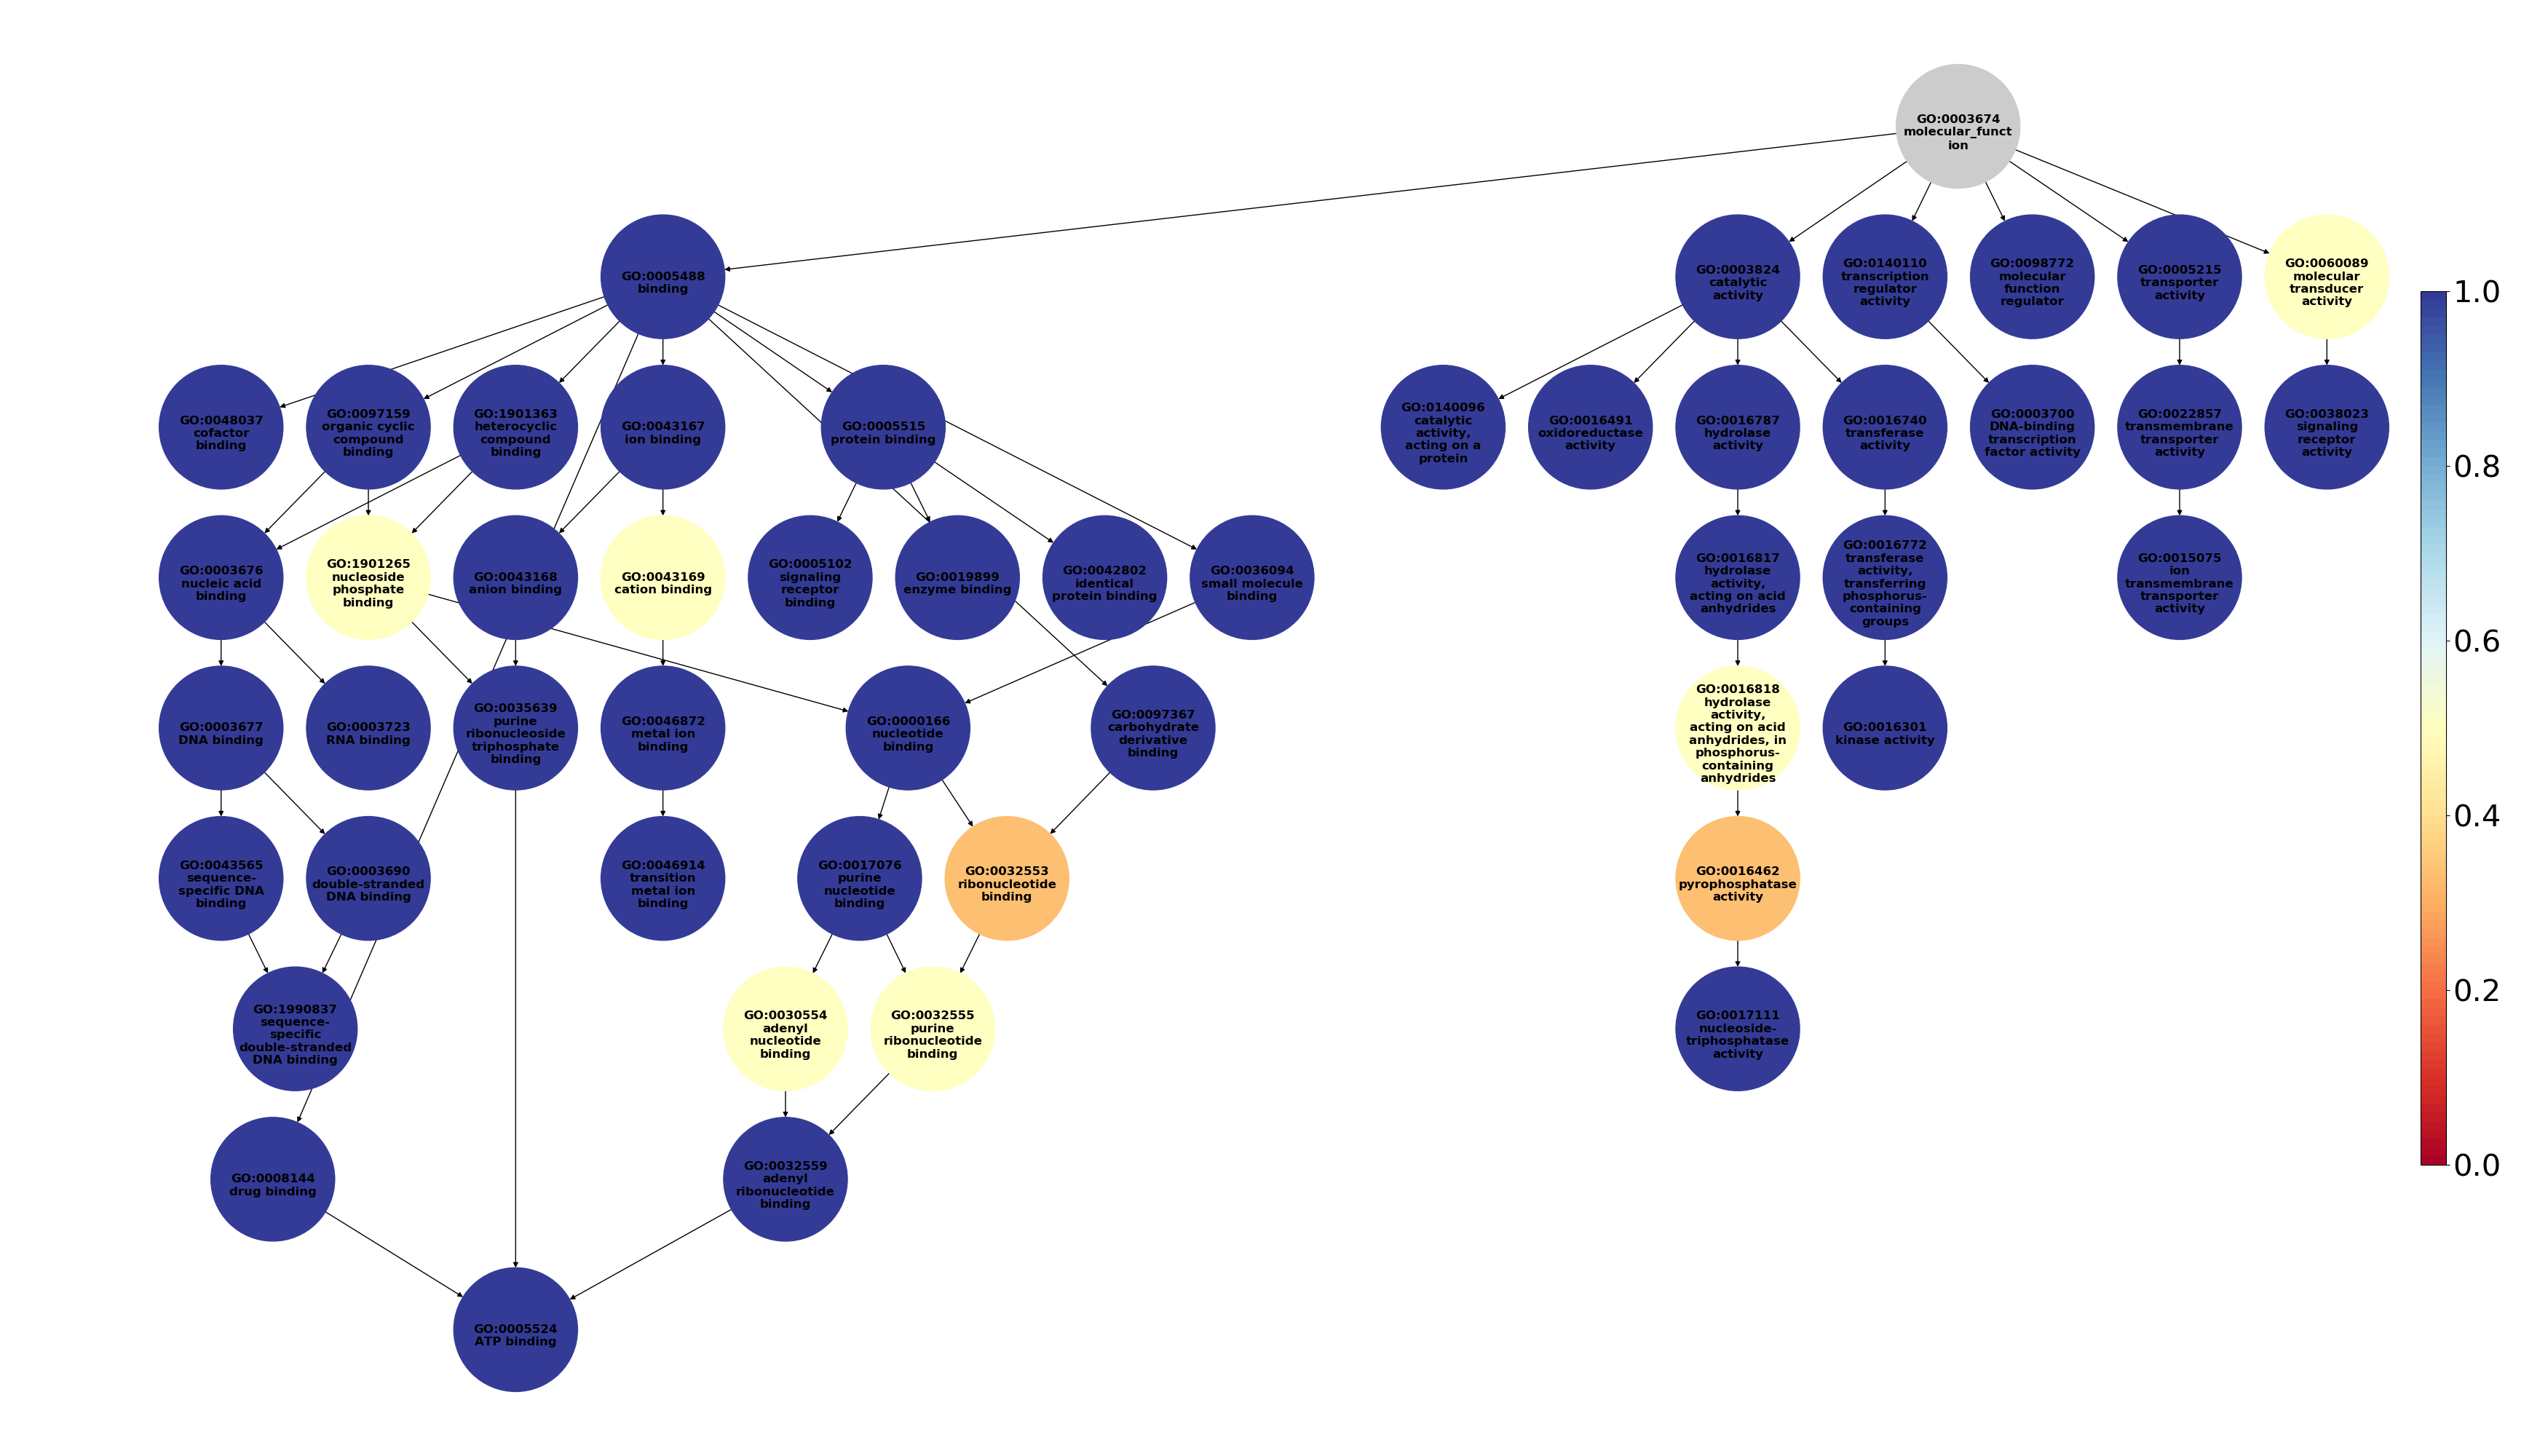 GO:0003674
molecular_funct
ion
GO:0005488
binding
GO:0003824
catalytic
activity
GO:0140110
transcription
regulator
activity
GO:0098772
molecular
function
regulator
GO:0005215
transporter
activity
GO:0060089
molecular
transducer
activity
GO:0048037
cofactor
binding
GO:0097159
organic cyclic
compound
binding
GO:1901363
heterocyclic
compound
binding
GO:0043167
ion binding
GO:0005515
protein binding
GO:0140096
catalytic
activity,
acting on a
protein
GO:0016491
oxidoreductase
activity
GO:0016787
hydrolase
activity
GO:0016740
transferase
activity
GO:0003700
DNA-binding
transcription
factor activity
GO:0022857
transmembrane
transporter
activity
GO:0038023
signaling
receptor
activity
GO:0003676
nucleic acid
binding
GO:1901265
nucleoside
phosphate
binding
GO:0043168
anion binding
GO:0043169
cation binding
GO:0005102
signaling
receptor
binding
GO:0019899
enzyme binding
GO:0042802
identical
protein binding
GO:0036094
small molecule
binding
GO:0016817
hydrolase
activity,
acting on acid
anhydrides
GO:0016772
transferase
activity,
transferring
phosphorus-
containing
groups
GO:0015075
ion
transmembrane
transporter
activity
GO:0003677
DNA binding
GO:0003723
RNA binding
GO:0035639
purine
ribonucleoside
triphosphate
binding
GO:0046872
metal ion
binding
GO:0000166
nucleotide
binding
GO:0097367
carbohydrate
derivative
binding
GO:0016818
hydrolase
activity,
acting on acid
anhydrides, in
phosphorus-
containing
anhydrides
GO:0016301
kinase activity
GO:0043565
sequence-
specific DNA
binding
GO:0003690
double-stranded
DNA binding
GO:0046914
transition
metal ion
binding
GO:0017076
purine
nucleotide
binding
GO:0032553
ribonucleotide
binding
GO:0016462
pyrophosphatase
activity
GO:1990837
sequence-
specific
double-stranded
DNA binding
GO:0030554
adenyl
nucleotide
binding
GO:0032555
purine
ribonucleotide
binding
GO:0017111
nucleoside-
triphosphatase
activity
GO:0008144
drug binding
GO:0032559
adenyl
ribonucleotide
binding
GO:0005524
ATP binding
1.0
0.8
0.6
0.4
0.2
0.0